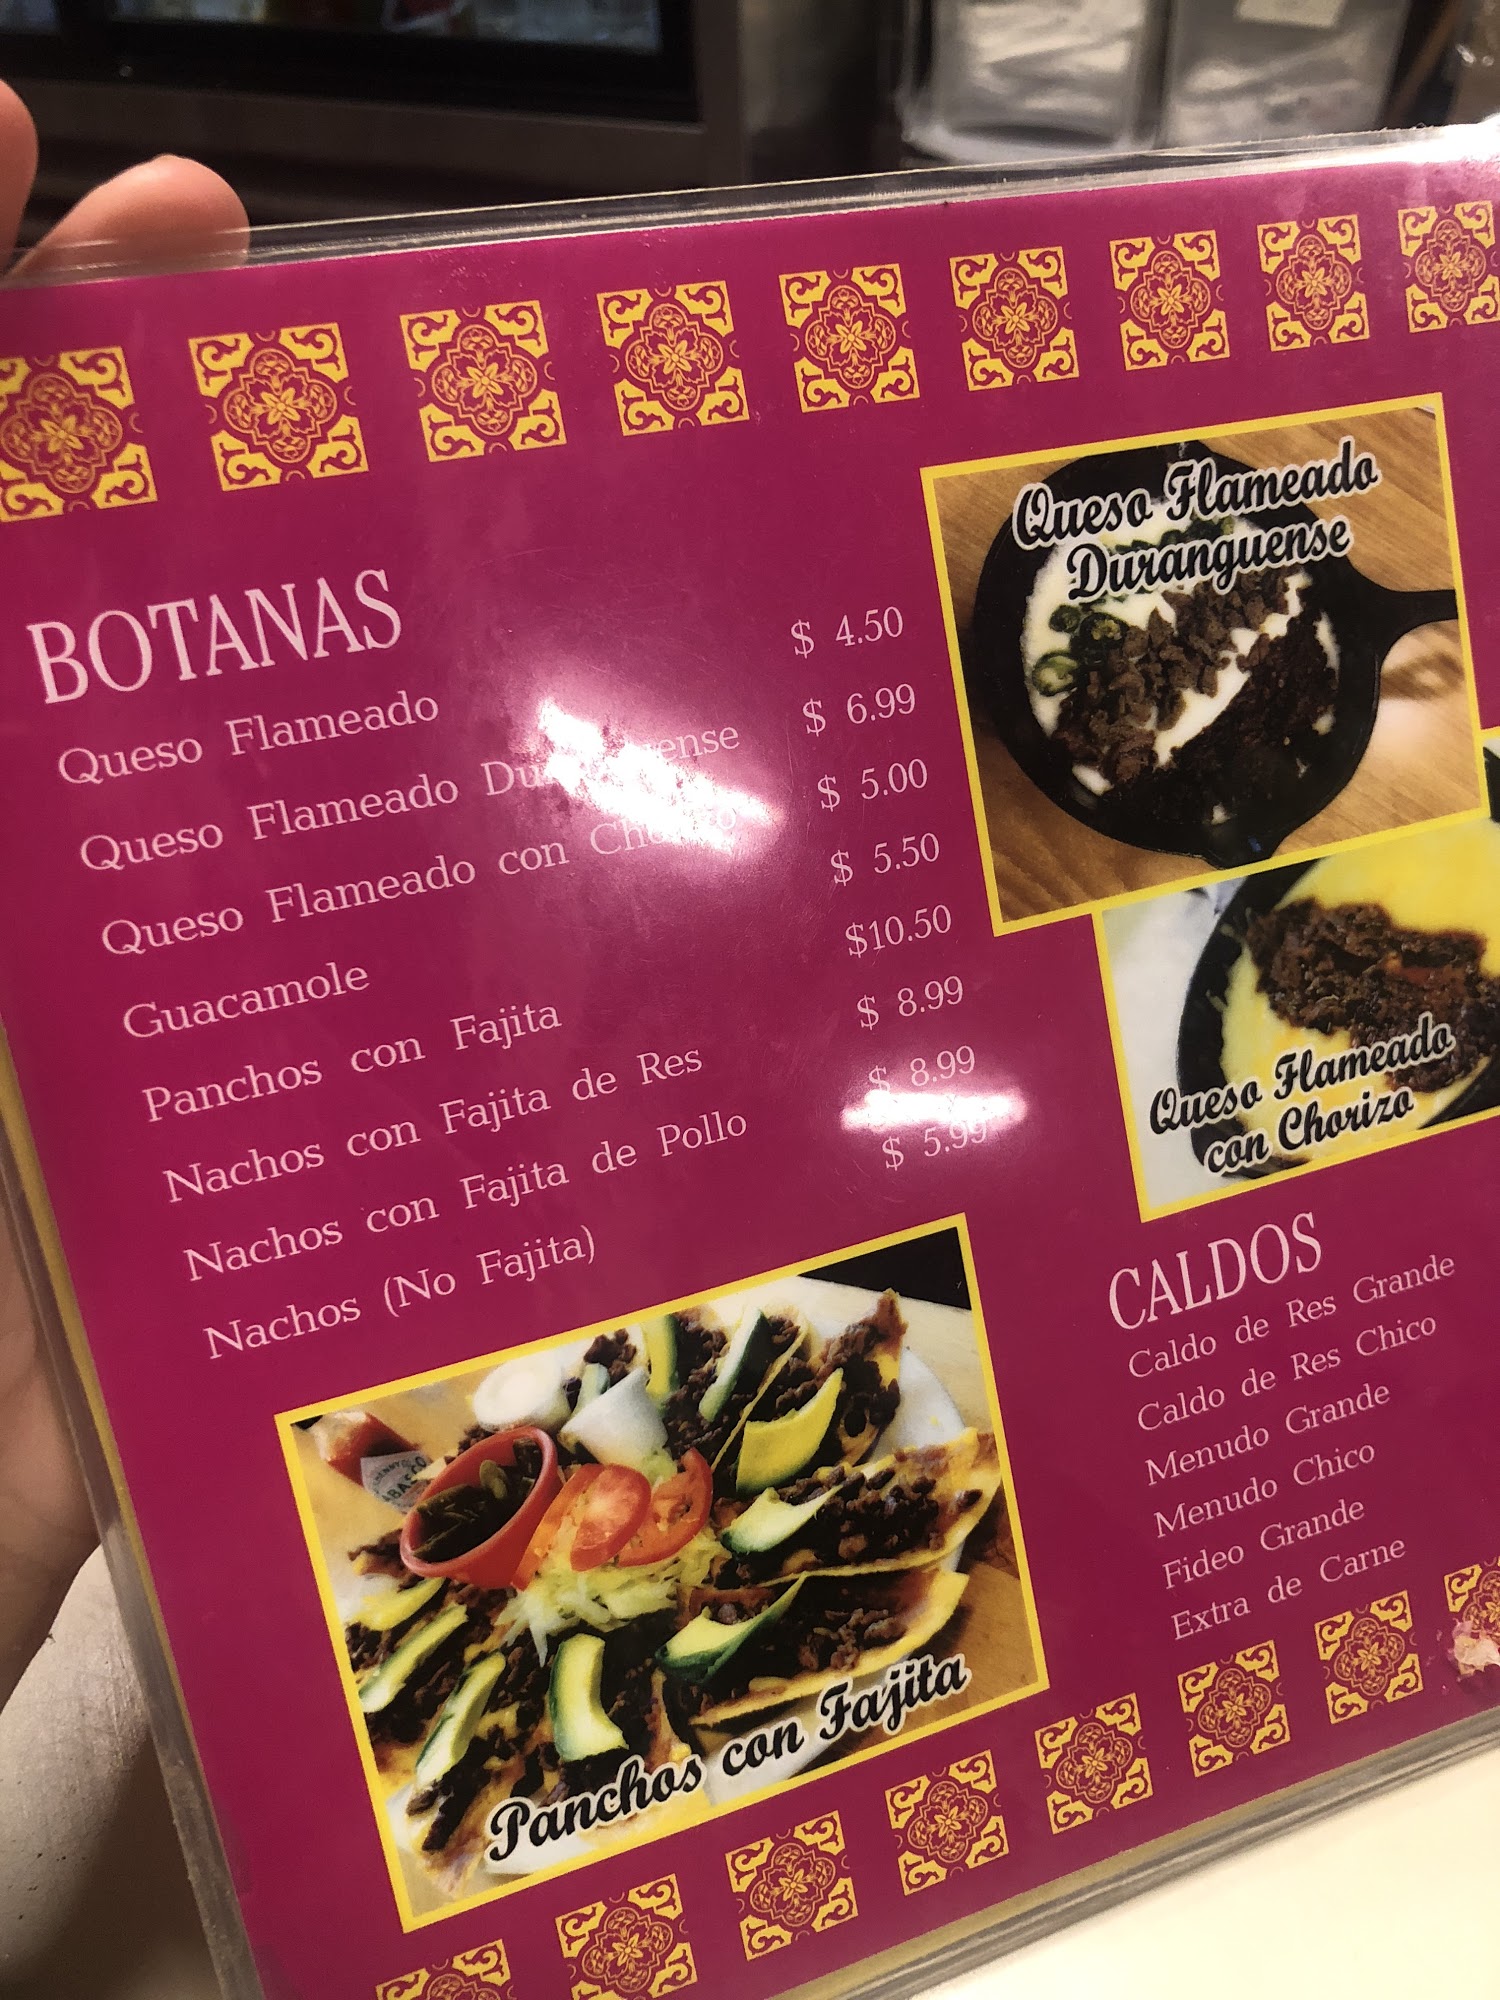 BOTANAS
Queso Flameado $ 4.50
Queso Flameado Duranguense $ 6.99
Queso Flameado con Chorizo $ 5.00
Guacamole $ 5.50
Panchos con Fajita $10.50
Nachos con Fajita de Res $ 8.99
Nachos con Fajita de Pollo $ 8.99
Nachos (No Fajita) $ 5.99
Queso Flameado
Duranguense
Queso Flameado
con Chorizo
Panchos con Fajita
CALDOS
Caldo de Res Grande
Caldo de Res Chico
Menudo Grande
Menudo Chico
Fideo Grande
Extra de Carne